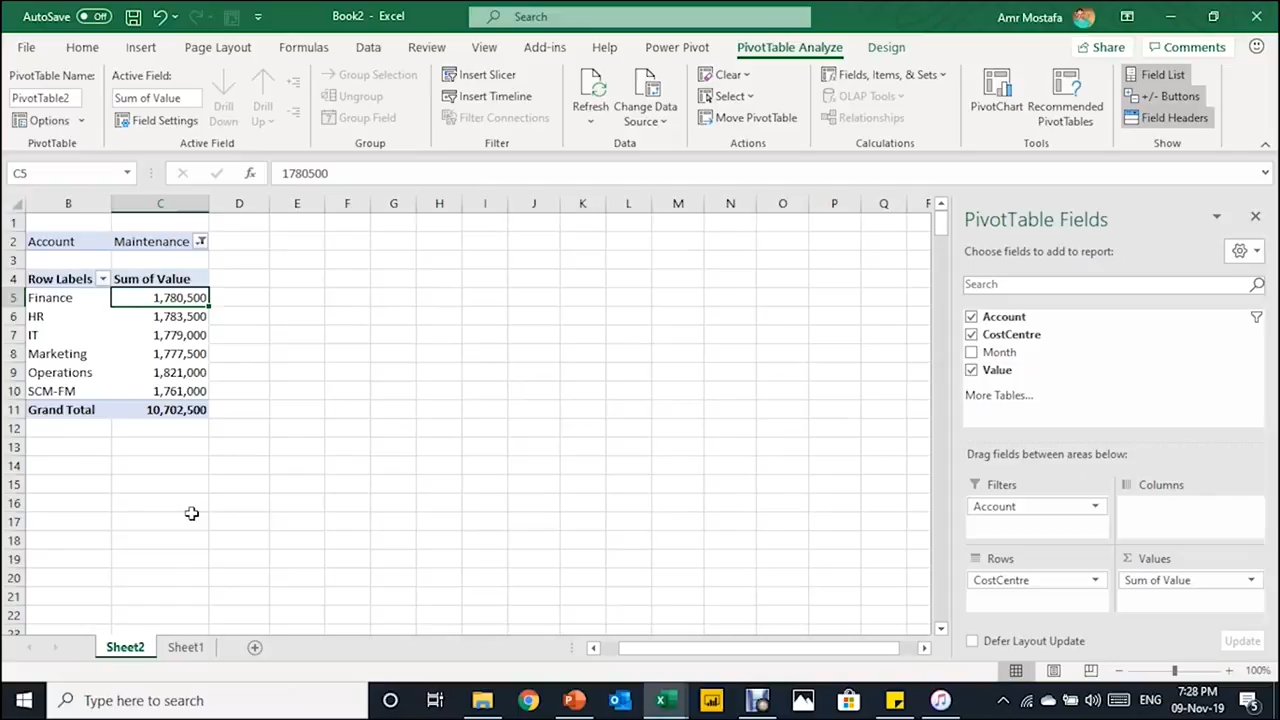 AutoSave Off Book2 - Excel Search Amr Mostafa
File Home Insert Page Layout Formulas Data Review View Add-ins Help Power Pivot PivotTable Analyze Design Share Comments
PivotTable Name:
PivotTable2
Options
PivotTable
Active Field:
Sum of Value
Field Settings
Drill Down
Drill Up
Active Field
Group Selection
Ungroup
Group Field
Group
Insert Slicer
Insert Timeline
Filter Connections
Filter
Refresh
Change Data Source
Data
Clear
Select
Move PivotTable
Actions
Fields, Items, & Sets
OLAP Tools
Relationships
Calculations
PivotChart
Recommended PivotTables
Tools
Field List
+/- Buttons
Field Headers
Show
C5 fx 1780500
B C D E F G H I J K L M N O P Q F
1
2 Account Maintenance
3
4 Row Labels Sum of Value
5 Finance 1,780,500
6 HR 1,783,500
7 IT 1,779,000
8 Marketing 1,777,500
9 Operations 1,821,000
10 SCM-FM 1,761,000
11 Grand Total 10,702,500
12
13
14
15
16
17
18
19
20
21
22
23
PivotTable Fields
Choose fields to add to report:
Search
Account
CostCentre
Month
Value
More Tables...
Drag fields between areas below:
Filters Columns
Account
Rows Σ Values
CostCentre Sum of Value
Defer Layout Update Update
Sheet2 Sheet1
100%
Type here to search ENG 7:28 PM
09-Nov-19 5